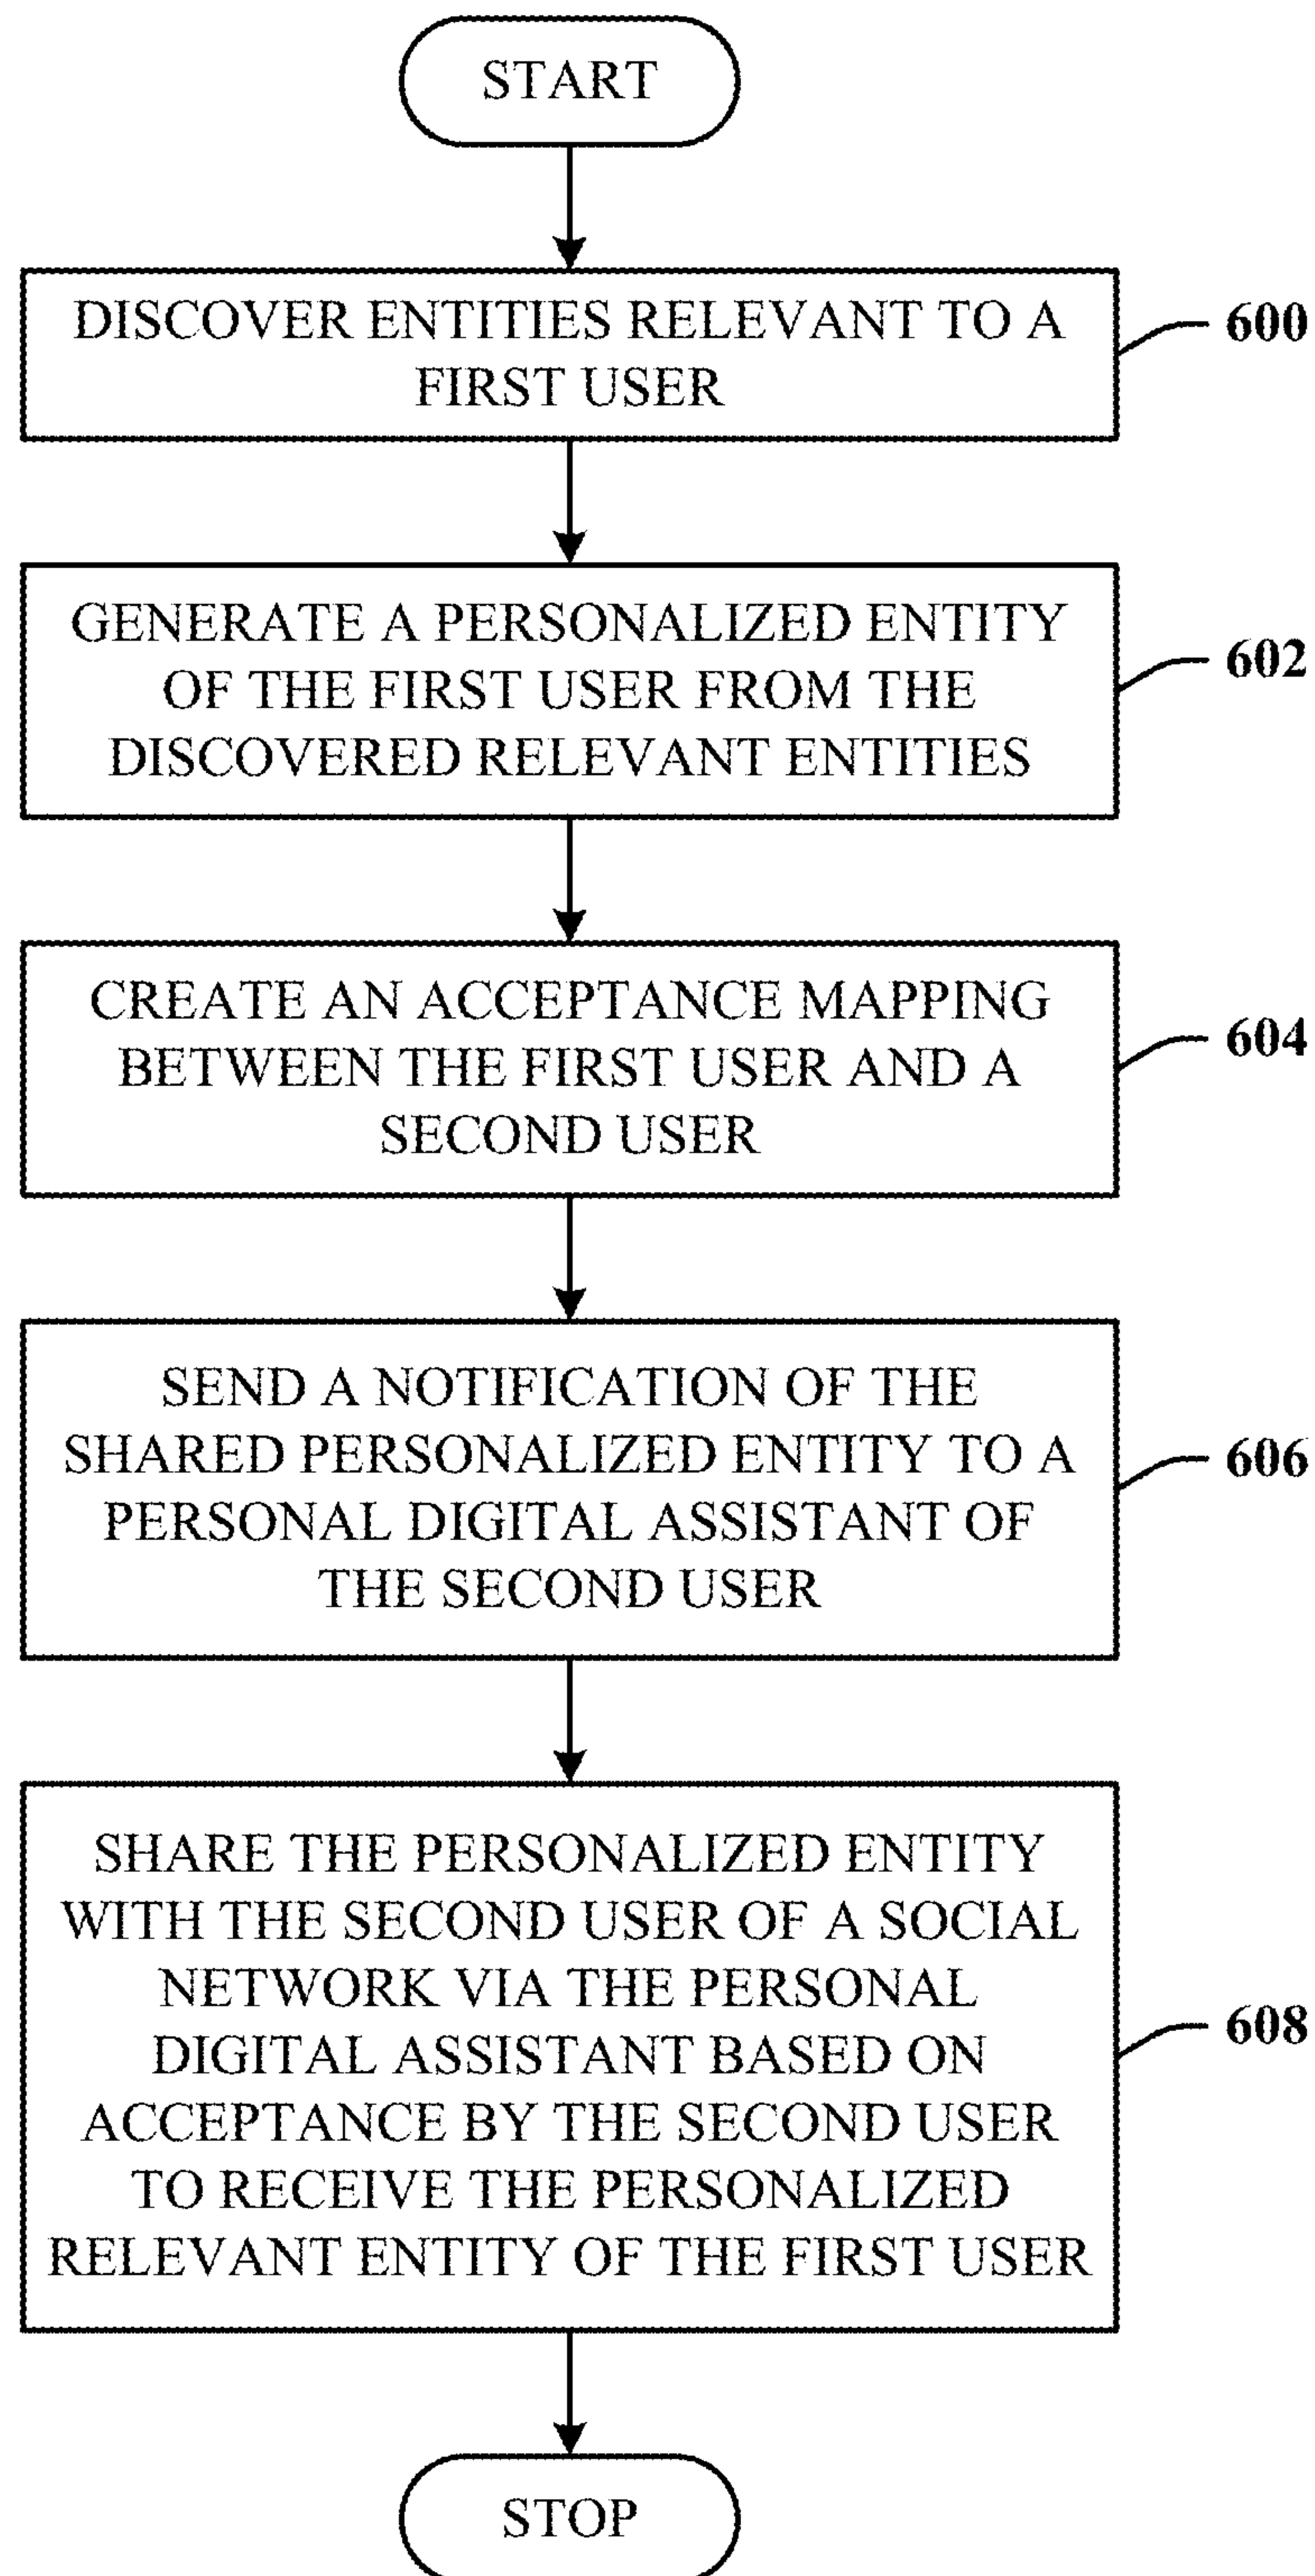 START
DISCOVER ENTITIES RELEVANT TO A
FIRST USER
600
GENERATE A PERSONALIZED ENTITY
OF THE FIRST USER FROM THE
DISCOVERED RELEVANT ENTITIES
602
CREATE AN ACCEPTANCE MAPPING
BETWEEN THE FIRST USER AND A
SECOND USER
604
SEND A NOTIFICATION OF THE
SHARED PERSONALIZED ENTITY TO A
PERSONAL DIGITAL ASSISTANT OF
THE SECOND USER
606
SHARE THE PERSONALIZED ENTITY
WITH THE SECOND USER OF A SOCIAL
NETWORK VIA THE PERSONAL
DIGITAL ASSISTANT BASED ON
ACCEPTANCE BY THE SECOND USER
TO RECEIVE THE PERSONALIZED
RELEVANT ENTITY OF THE FIRST USER
608
STOP